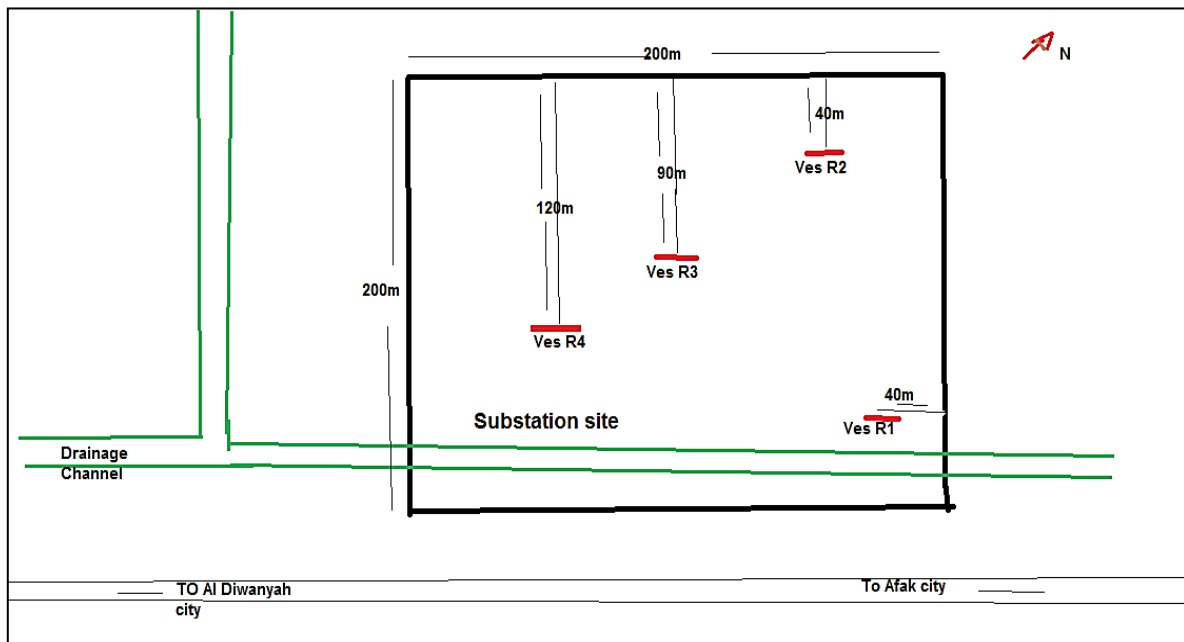 200m
N
40m
Ves R2
90m
120m
Ves R3
200m
Ves R4
40m
Ves R1
Substation site
Drainage
Channel
TO Al Diwanyah
city
To Afak city